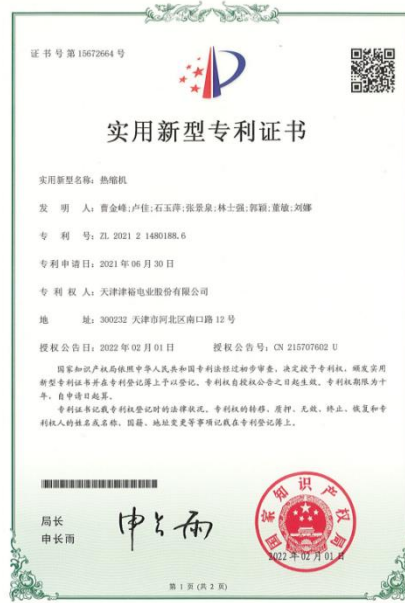 证书号第15672664号
实用新型专利证书
实用新型名称：热缩机
发明人：曹金峰;卢佳;石玉萍;张景泉;林士强;郭颖;董敏;刘娜
专利号：ZL 2021 2 1480188.6
专利申请日：2021年06月30日
专利权人：天津津裕电业股份有限公司
地址：300232 天津市河北区南口路12号
授权公告日：2022年02月01日 授权公告号：CN 215707602 U
国家知识产权局依照中华人民共和国专利法经过初步审查，决定授予专利权，颁发实用
新型专利证书并在专利登记簿上予以登记。专利权自授权公告之日起生效。专利权期限为十
年，自申请日起算。
专利证书记载专利权登记时的法律状况。专利权的转移、质押、无效、终止、恢复和专
利权人的姓名或名称、国籍、地址变更等事项记载在专利登记簿上。
局长
申长雨
申长雨
国家知识产权局
2022年02月01日
第 1 页 (共 2 页)